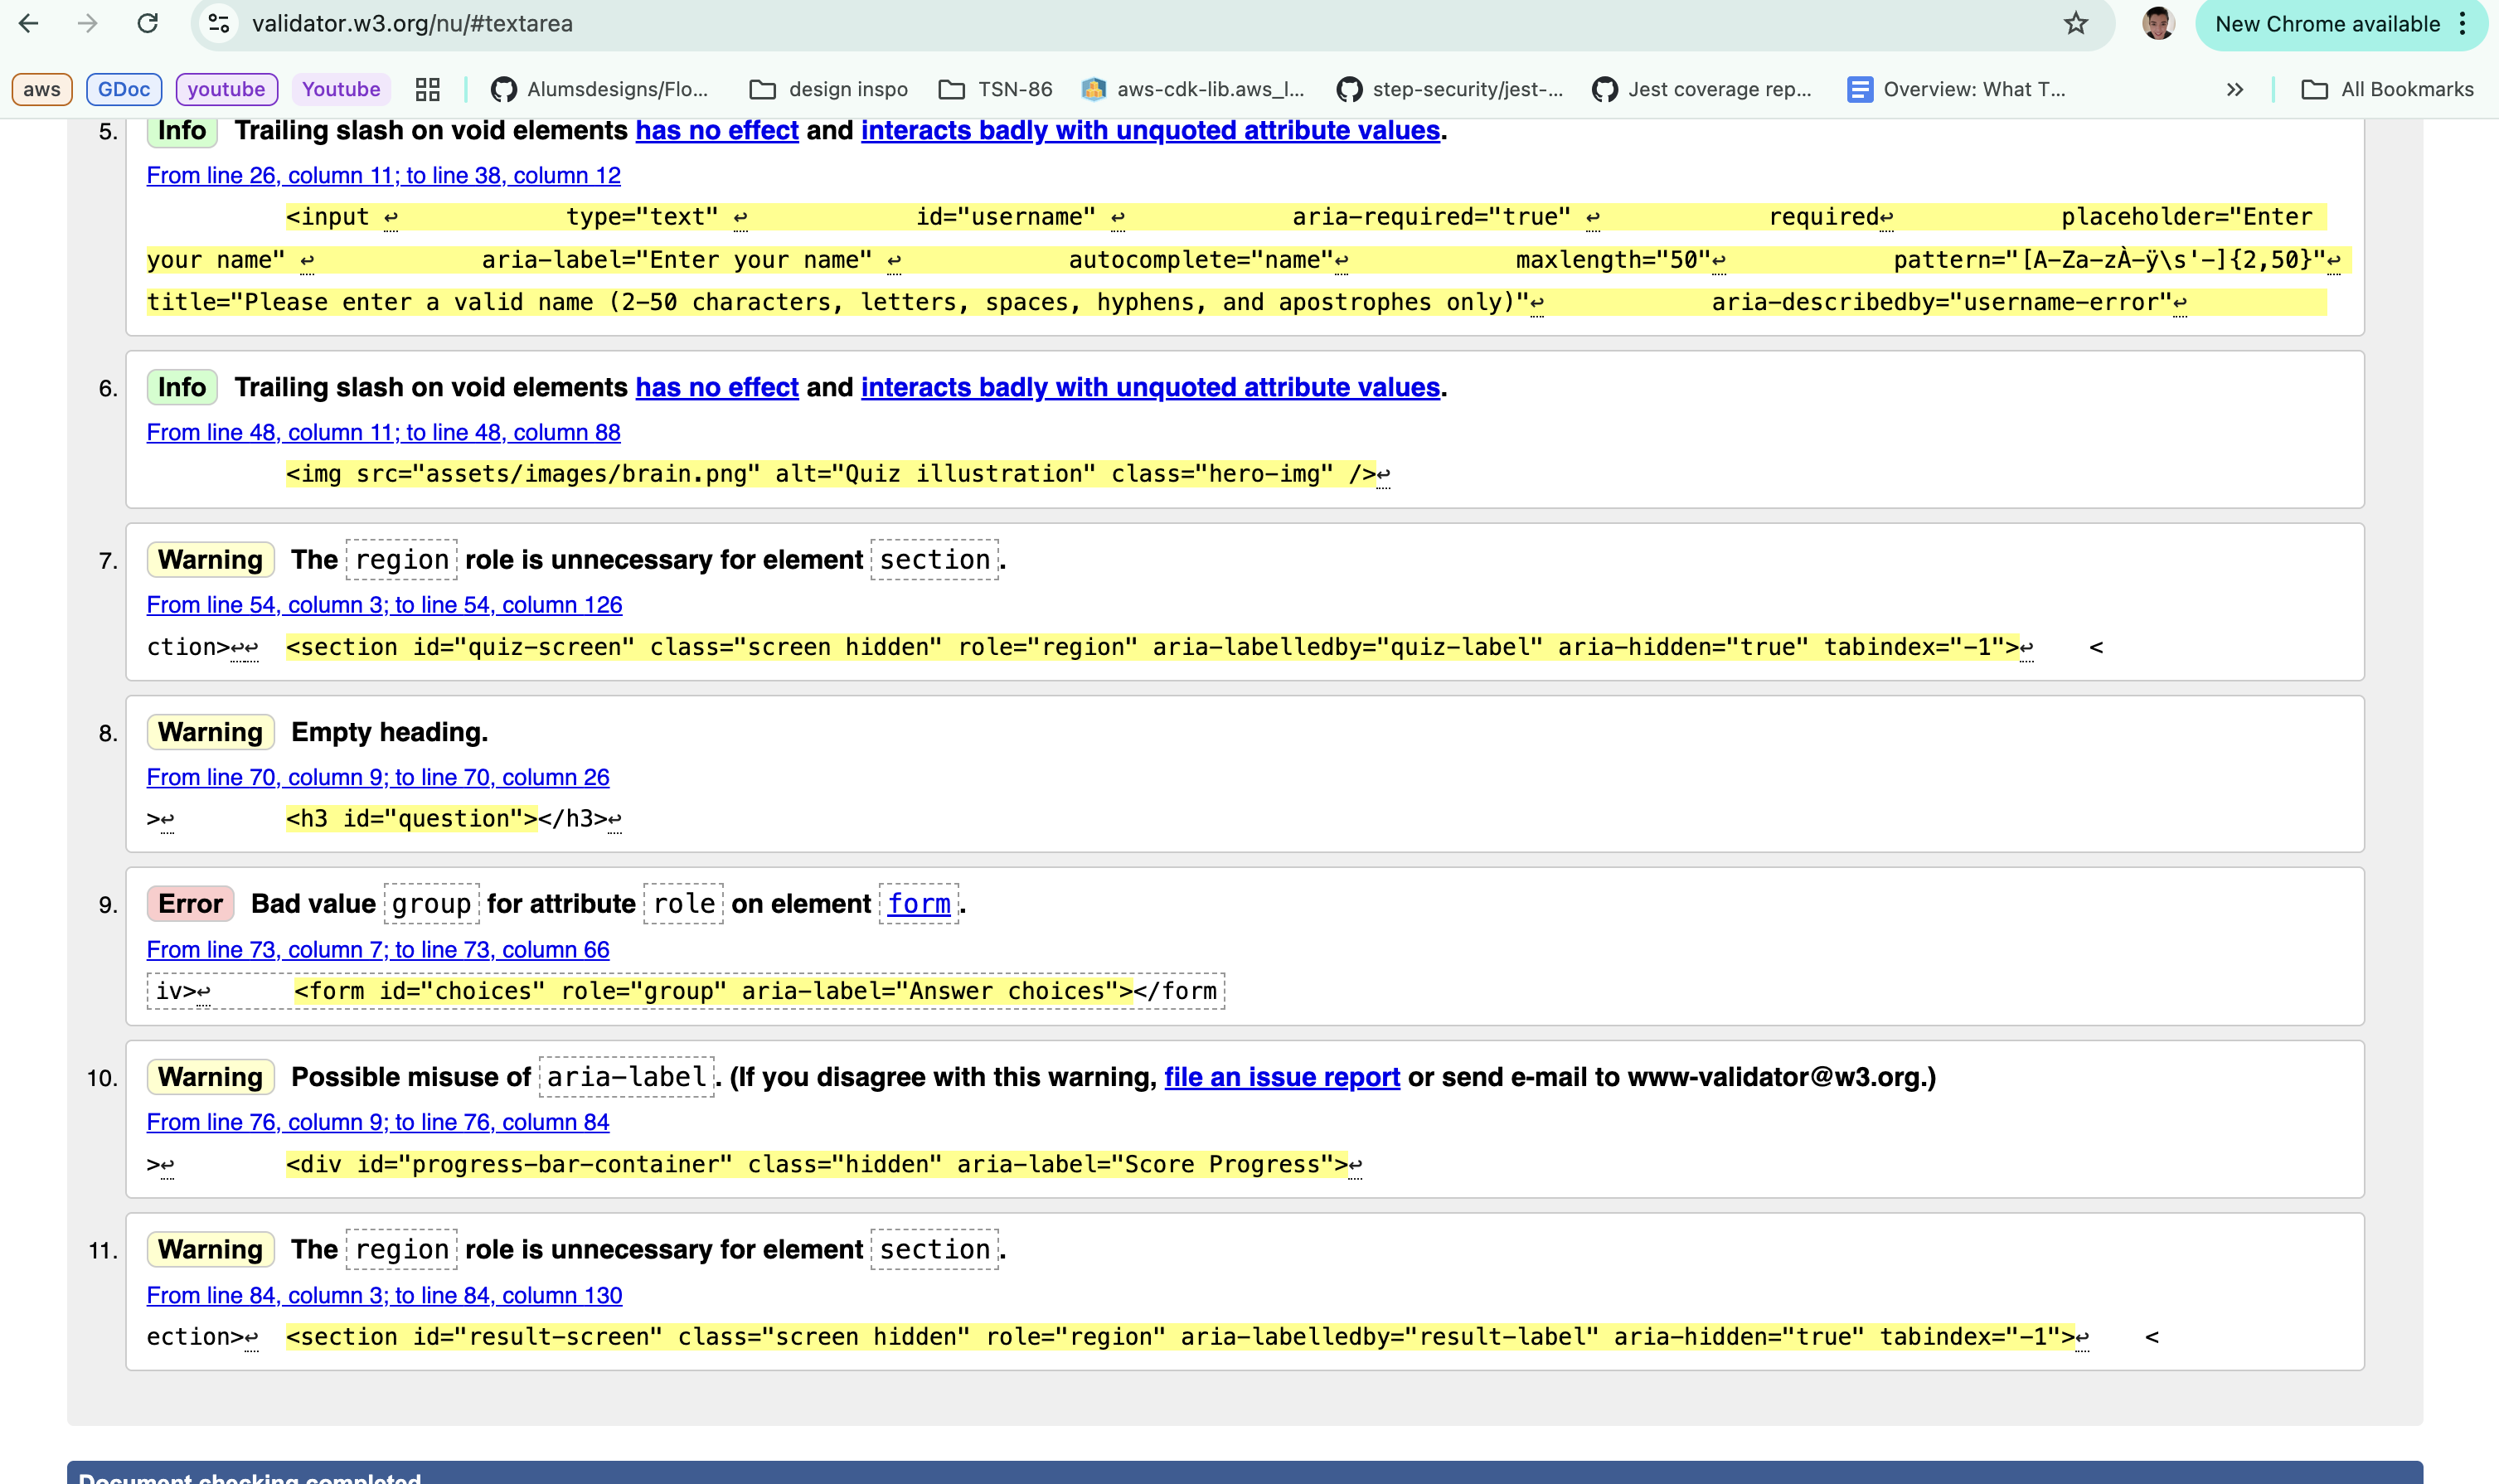 validator.w3.org/nu/#textarea
New Chrome available
aws GDoc youtube Youtube Alumsdesigns/Flo... design inspo TSN-86 aws-cdk-lib.aws_l... step-security/jest-... Jest coverage rep... Overview: What T... » All Bookmarks
5. Info Trailing slash on void elements has no effect and interacts badly with unquoted attribute values.
From line 26, column 11; to line 38, column 12
<input ↩ type="text" ↩ id="username" ↩ aria-required="true" ↩ required↩ placeholder="Enter
your name" ↩ aria-label="Enter your name" ↩ autocomplete="name"↩ maxlength="50"↩ pattern="[A-Za-zÀ-ÿ\s'-]{2,50}"↩
title="Please enter a valid name (2-50 characters, letters, spaces, hyphens, and apostrophes only)"↩ aria-describedby="username-error"↩
6. Info Trailing slash on void elements has no effect and interacts badly with unquoted attribute values.
From line 48, column 11; to line 48, column 88
<img src="assets/images/brain.png" alt="Quiz illustration" class="hero-img" />↩
7. Warning The region role is unnecessary for element section.
From line 54, column 3; to line 54, column 126
ction>↩↩ <section id="quiz-screen" class="screen hidden" role="region" aria-labelledby="quiz-label" aria-hidden="true" tabindex="-1">↩ <
8. Warning Empty heading.
From line 70, column 9; to line 70, column 26
>↩ <h3 id="question"></h3>↩
9. Error Bad value group for attribute role on element form.
From line 73, column 7; to line 73, column 66
iv>↩ <form id="choices" role="group" aria-label="Answer choices"></form
10. Warning Possible misuse of aria-label. (If you disagree with this warning, file an issue report or send e-mail to www-validator@w3.org.)
From line 76, column 9; to line 76, column 84
>↩ <div id="progress-bar-container" class="hidden" aria-label="Score Progress">↩
11. Warning The region role is unnecessary for element section.
From line 84, column 3; to line 84, column 130
ection>↩ <section id="result-screen" class="screen hidden" role="region" aria-labelledby="result-label" aria-hidden="true" tabindex="-1">↩ <
Document checking completed